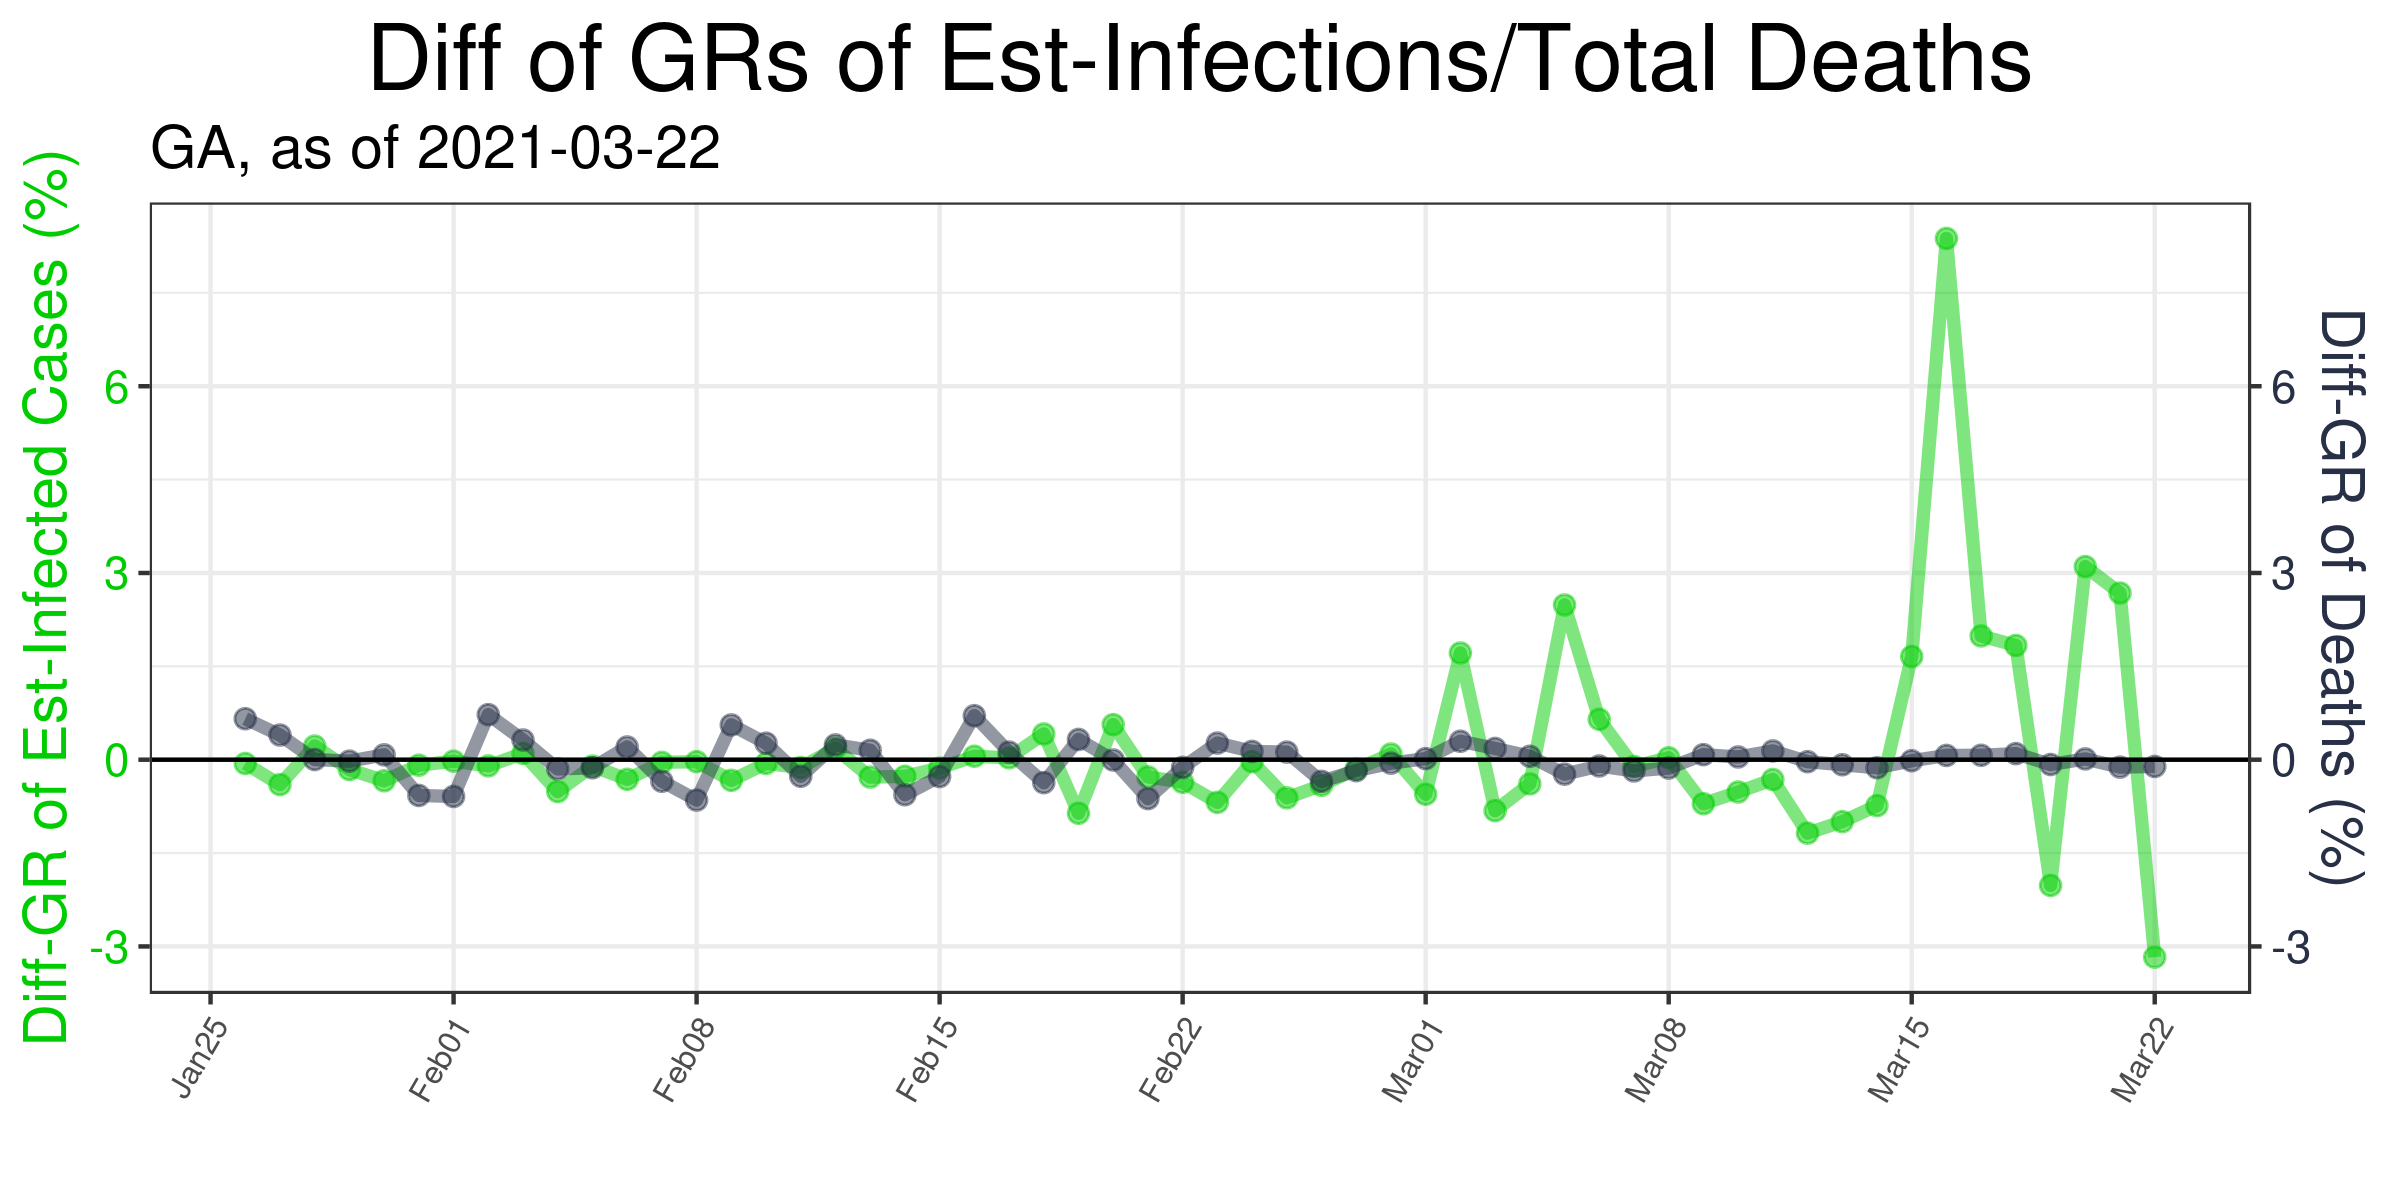 Diff of GRs of Est-Infections/Total Deaths
GA, as of 2021-03-22
Diff-GR of Est-Infected Cases (%)
6
3
0
-3
6
3
0
-3
Diff-GR of Deaths (%)
Jan25
Feb01
Feb08
Feb15
Feb22
Mar01
Mar08
Mar15
Mar22